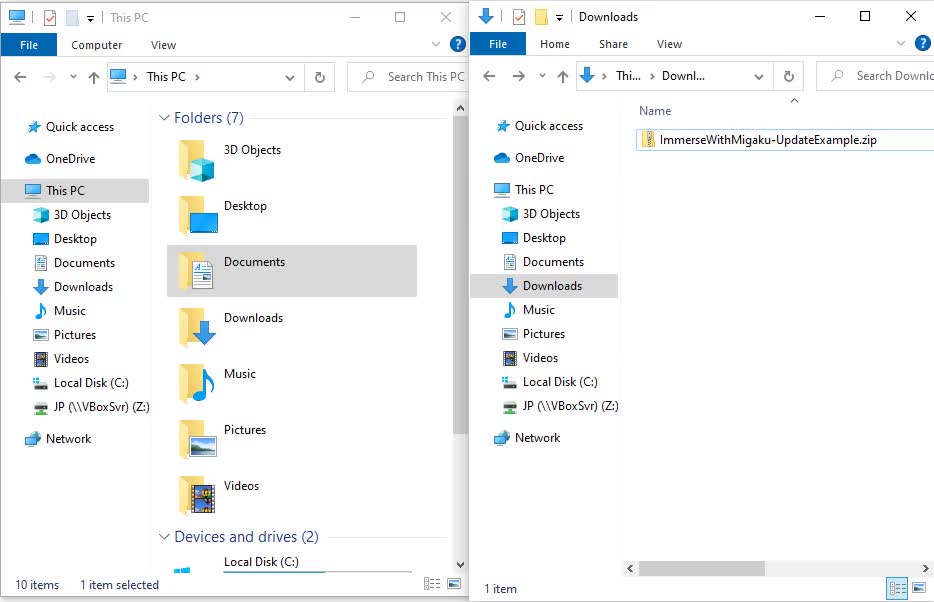 This PC
File Computer View
This PC
Search This PC
Quick access
OneDrive
This PC
3D Objects
Desktop
Documents
Downloads
Music
Pictures
Videos
Local Disk (C:)
JP (\\VBoxSvr) (Z:)
Network
Folders (7)
3D Objects
Desktop
Documents
Downloads
Music
Pictures
Videos
Devices and drives (2)
Local Disk (C:)
10 items 1 item selected
Downloads
File Home Share View
Thi... Downl...
Search Downlo
Quick access
OneDrive
This PC
3D Objects
Desktop
Documents
Downloads
Music
Pictures
Videos
Local Disk (C:)
JP (\\VBoxSvr) (Z:)
Network
Name
ImmerseWithMigaku-UpdateExample.zip
1 item